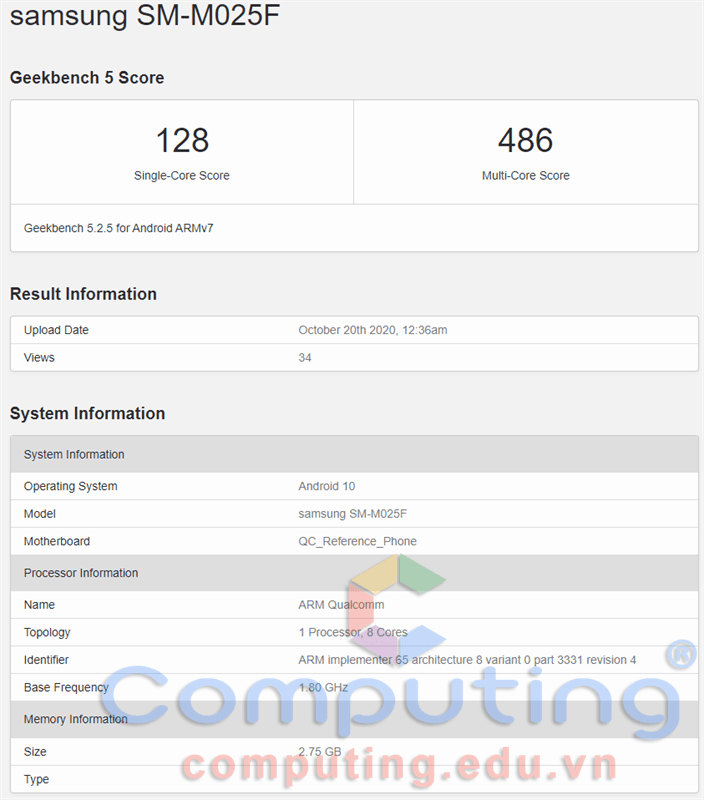 samsung SM-M025F
Geekbench 5 Score
128 486
Single-Core Score Multi-Core Score
Geekbench 5.2.5 for Android ARMv7
Result Information
Upload Date October 20th 2020, 12:36am
Views 34
System Information
System Information
Operating System Android 10
Model samsung SM-M025F
Motherboard QC_Reference_Phone
Processor Information
Name ARM Qualcomm
Topology 1 Processor, 8 Cores
Identifier ARM implementer 65 architecture 8 variant 0 part 3331 revision 4
Base Frequency 1.80 GHz
Computing®
Memory Information
Size 2.75 GB
computing.edu.vn
Type